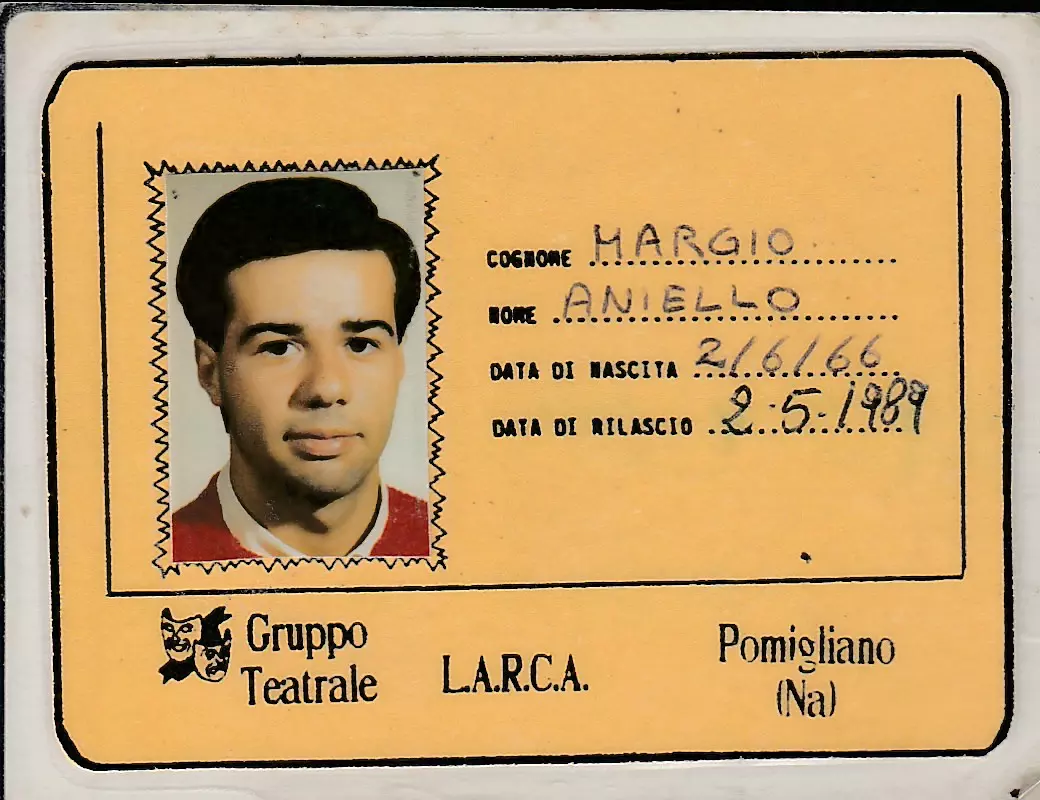 COGNOME MARGIO
NOME ANIELLO
DATA DI NASCITA 2/6/66
DATA DI RILASCIO 2.5.1989
Gruppo
Teatrale
L.A.R.C.A.
Pomigliano
(Na)